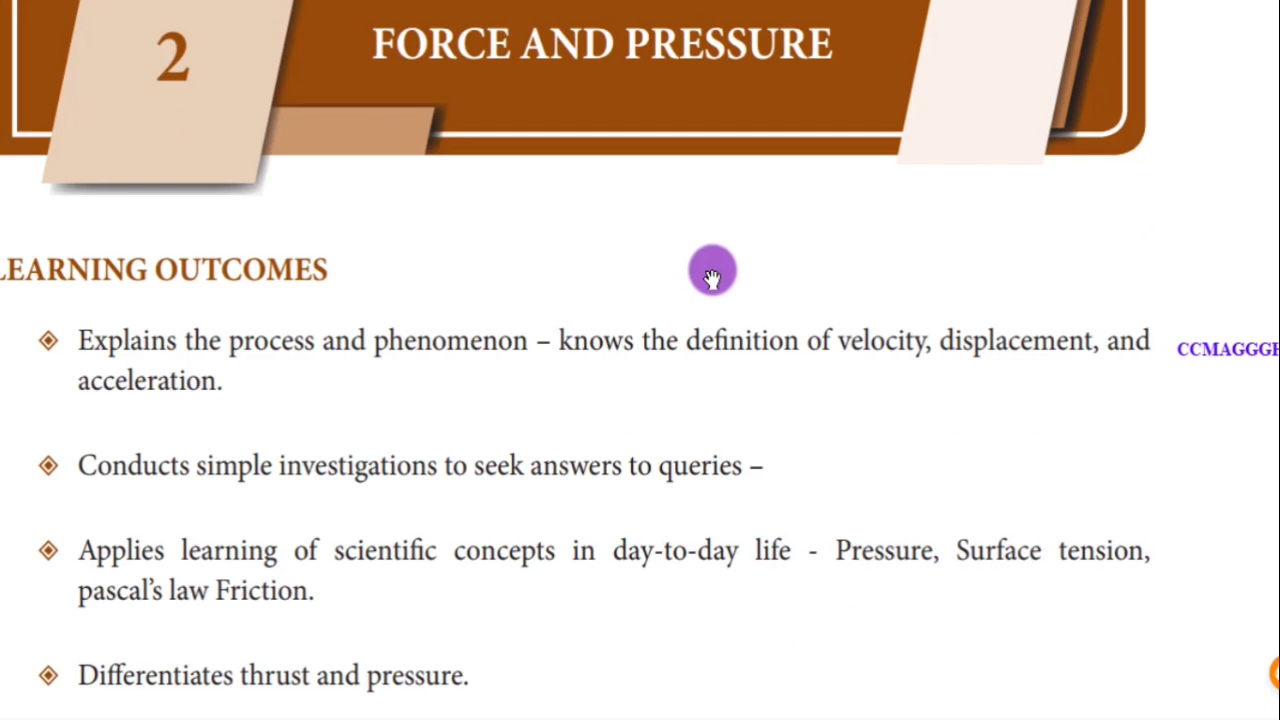 2
FORCE AND PRESSURE
LEARNING OUTCOMES
Explains the process and phenomenon – knows the definition of velocity, displacement, and
acceleration.
CCMAGGGE
Conducts simple investigations to seek answers to queries –
Applies learning of scientific concepts in day-to-day life - Pressure, Surface tension,
pascal's law Friction.
Differentiates thrust and pressure.